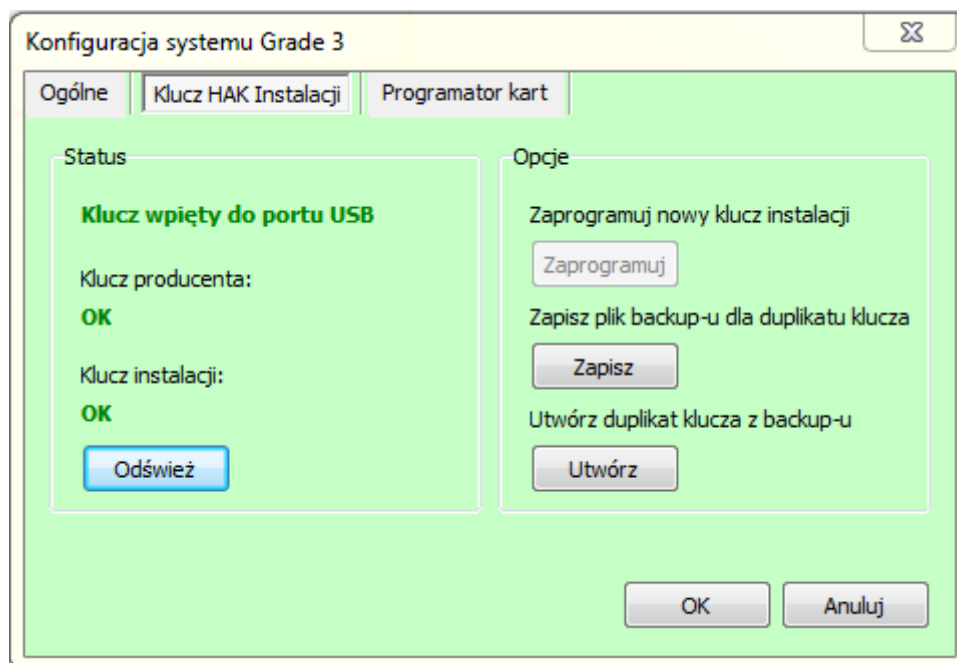 Konfiguracja systemu Grade 3
Ogólne
Klucz HAK Instalacji
Programator kart
Status
Klucz wpięty do portu USB
Klucz producenta:
OK
Klucz instalacji:
OK
Odśwież
Opcje
Zaprogramuj nowy klucz instalacji
Zaprogramuj
Zapisz plik backup-u dla duplikatu klucza
Zapisz
Utwórz duplikat klucza z backup-u
Utwórz
OK
Anuluj